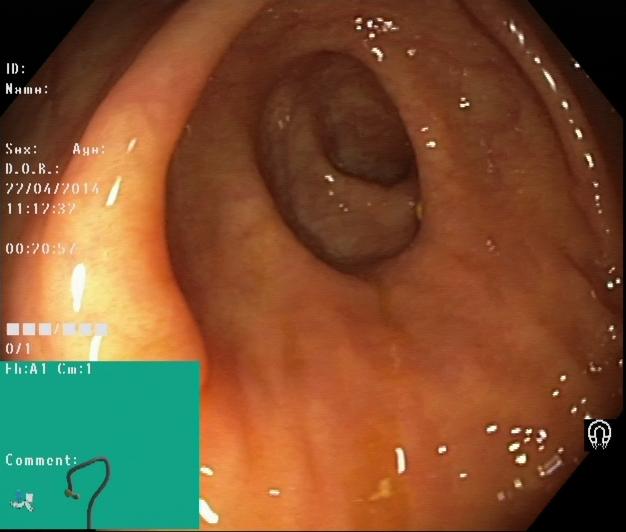 ID:
Name:
Sex: Age:
D.O.B.:
22/04/2014
11:12:32
00:20:57
■■■/■■■
0/1
Eh:A1 Cm:1
Comment: